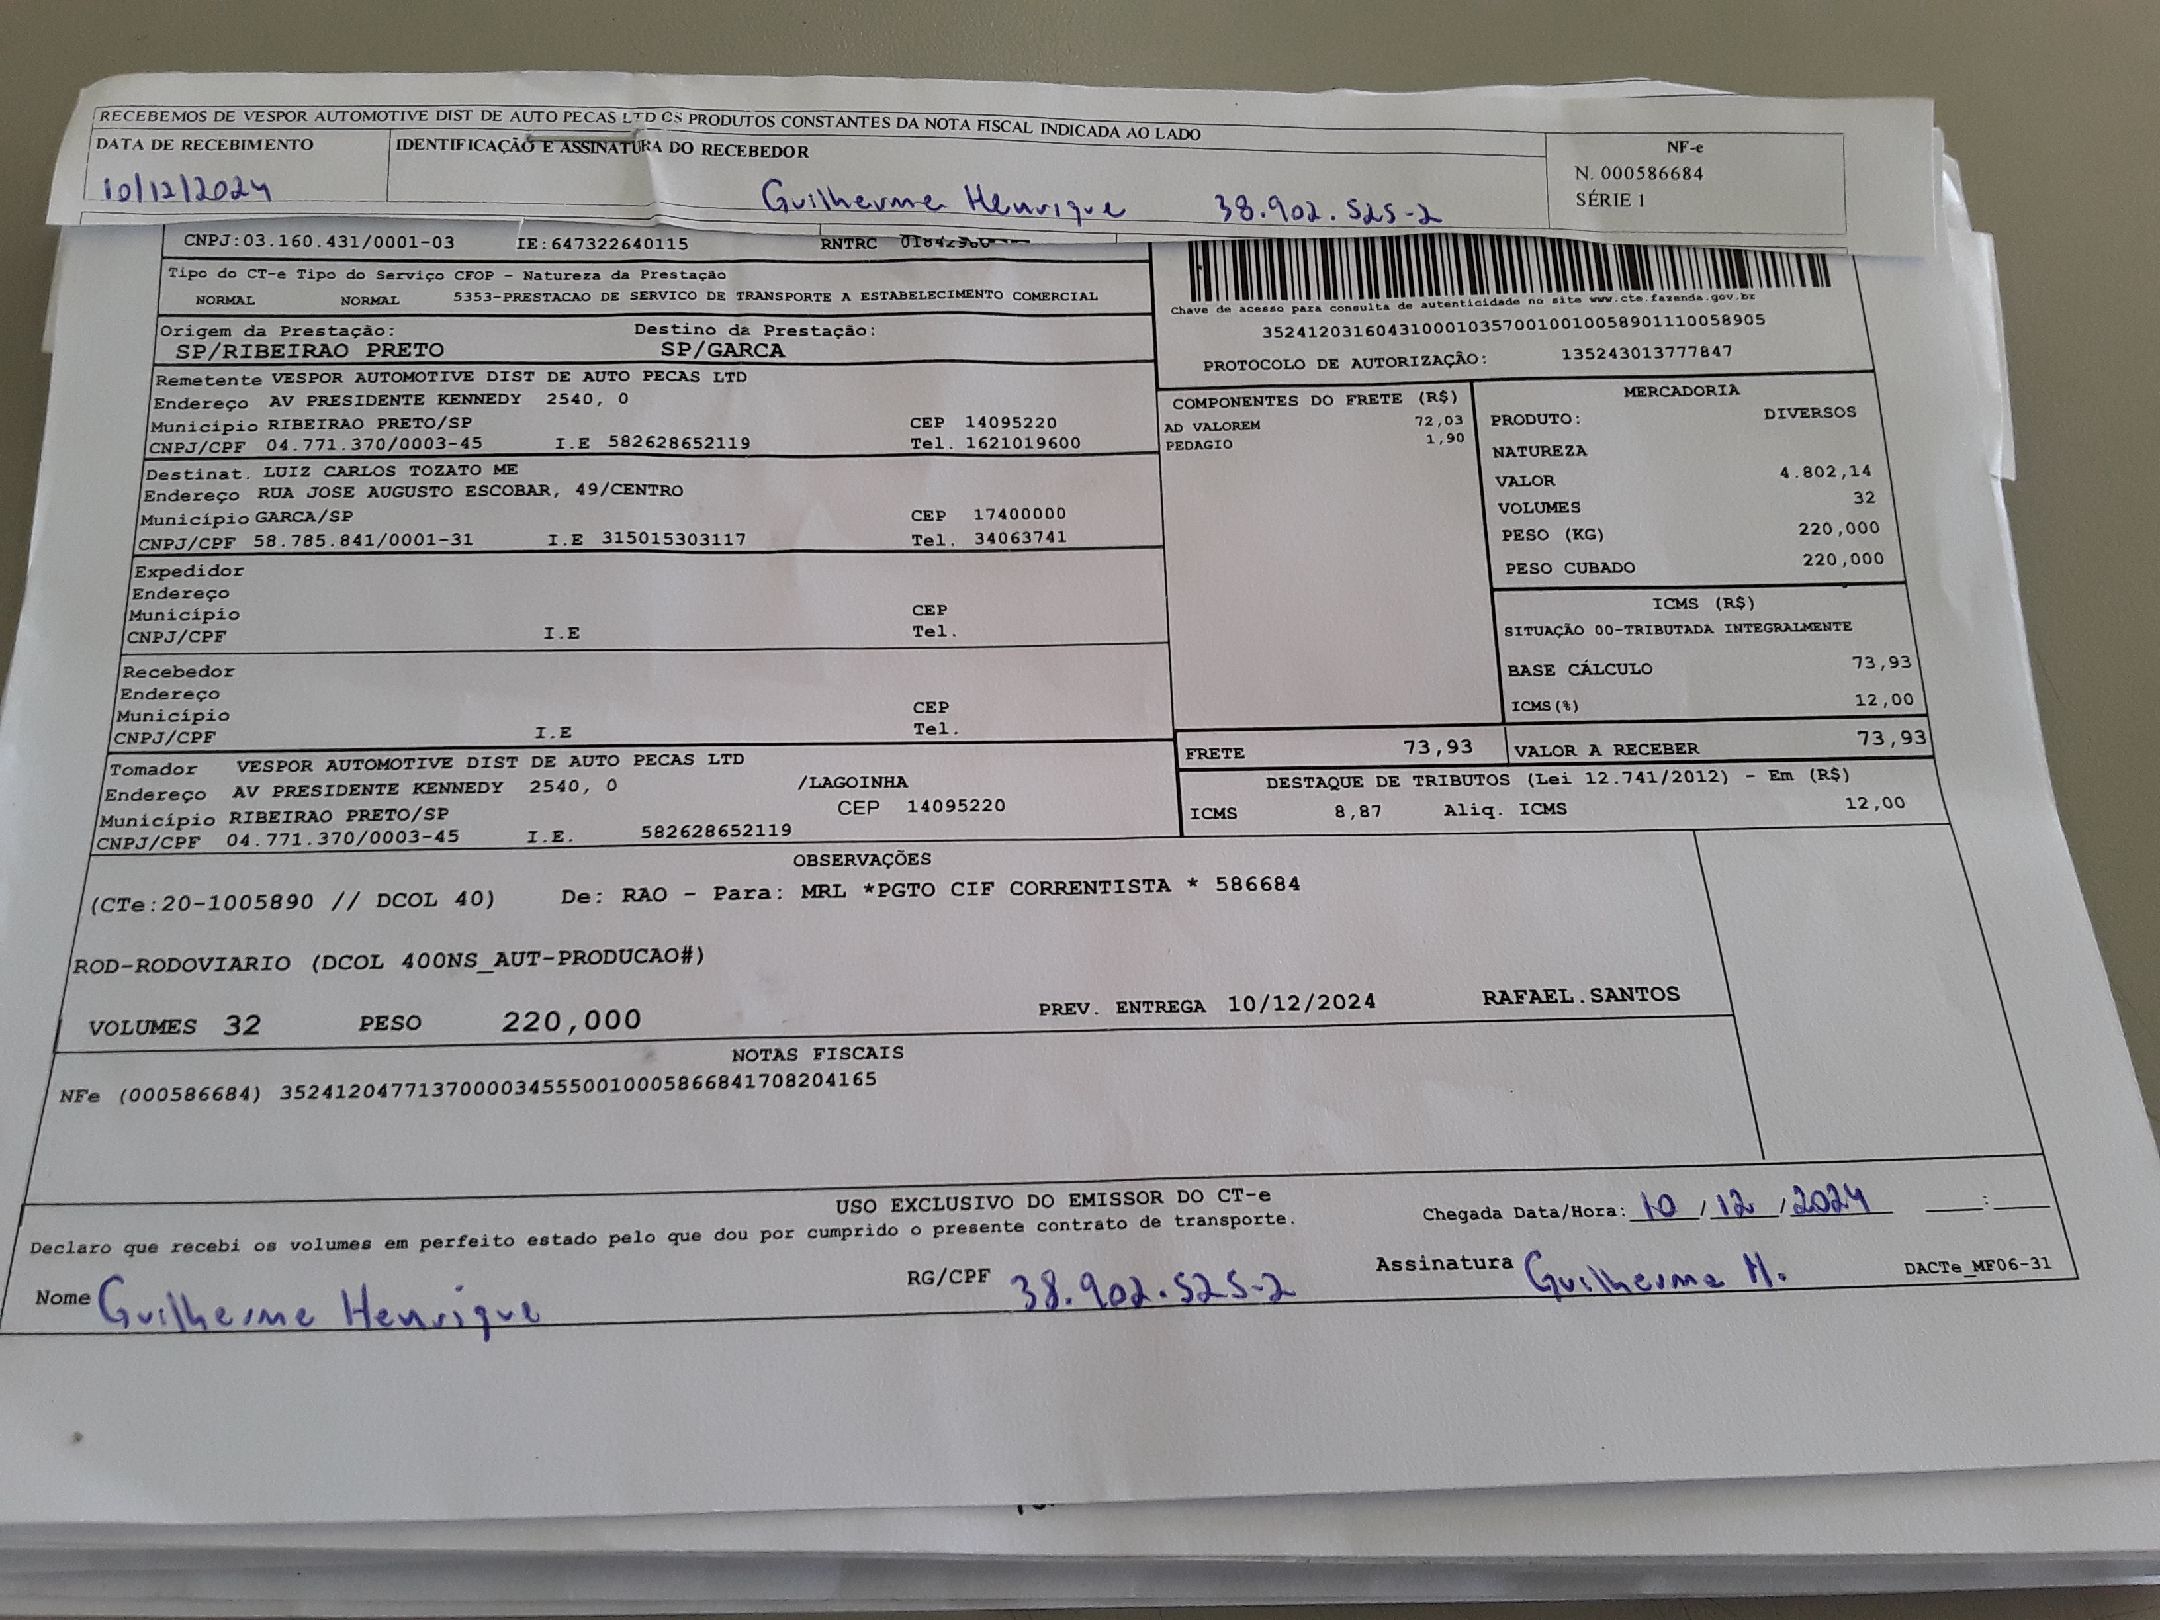 RECEBEMOS DE VESPOR AUTOMOTIVE DIST DE AUTO PECAS LTD OS PRODUTOS CONSTANTES DA NOTA FISCAL INDICADA AO LADO
DATA DE RECEBIMENTO
10/12/2024
IDENTIFICAÇÃO E ASSINATURA DO RECEBEDOR
Guilherme Henrique 38.902.525-2
NF-e
N. 000586684
SÉRIE 1
CNPJ:03.160.431/0001-03 IE:647322640115 RNTRC
Tipo do CT-e Tipo do Serviço CFOP - Natureza da Prestação
NORMAL NORMAL 5353-PRESTACAO DE SERVICO DE TRANSPORTE A ESTABELECIMENTO COMERCIAL
Origem da Prestação: Destino da Prestação:
SP/RIBEIRAO PRETO SP/GARCA
Chave de acesso para consulta de autenticidade no site www.cte.fazenda.gov.br
35241203160431000103570010010058901110058905
PROTOCOLO DE AUTORIZAÇÃO: 135243013777847
Remetente VESPOR AUTOMOTIVE DIST DE AUTO PECAS LTD
Endereço AV PRESIDENTE KENNEDY 2540, 0
Município RIBEIRAO PRETO/SP CEP 14095220
CNPJ/CPF 04.771.370/0003-45 I.E 582628652119 Tel. 1621019600
Destinat. LUIZ CARLOS TOZATO ME
Endereço RUA JOSE AUGUSTO ESCOBAR, 49/CENTRO
Município GARCA/SP CEP 17400000
CNPJ/CPF 58.785.841/0001-31 I.E 315015303117 Tel. 34063741
Expedidor
Endereço
Município CEP
CNPJ/CPF I.E Tel.
Recebedor
Endereço
Município CEP
CNPJ/CPF I.E Tel.
Tomador VESPOR AUTOMOTIVE DIST DE AUTO PECAS LTD
Endereço AV PRESIDENTE KENNEDY 2540, 0 /LAGOINHA
Município RIBEIRAO PRETO/SP CEP 14095220
CNPJ/CPF 04.771.370/0003-45 I.E. 582628652119
COMPONENTES DO FRETE (R$)
AD VALOREM 72,03
PEDAGIO 1,90
MERCADORIA
PRODUTO: DIVERSOS
NATUREZA
VALOR 4.802,14
VOLUMES 32
PESO (KG) 220,000
PESO CUBADO 220,000
ICMS (R$)
SITUAÇÃO 00-TRIBUTADA INTEGRALMENTE
BASE CÁLCULO 73,93
ICMS(%) 12,00
FRETE 73,93 VALOR A RECEBER 73,93
DESTAQUE DE TRIBUTOS (Lei 12.741/2012) - Em (R$)
ICMS 8,87 Aliq. ICMS 12,00
OBSERVAÇÕES
(CTe:20-1005890 // DCOL 40) De: RAO - Para: MRL *PGTO CIF CORRENTISTA * 586684
ROD-RODOVIARIO (DCOL 400NS_AUT-PRODUCAO#)
VOLUMES 32 PESO 220,000 PREV. ENTREGA 10/12/2024 RAFAEL.SANTOS
NOTAS FISCAIS
NFe (000586684) 35241204771370000345550010005866841708204165
USO EXCLUSIVO DO EMISSOR DO CT-e
Declaro que recebi os volumes em perfeito estado pelo que dou por cumprido o presente contrato de transporte.
Chegada Data/Hora: 10/12/2024 :
Nome Guilherme Henrique RG/CPF 38.902.525-2 Assinatura Guilherme H. DACTe_MF06-31